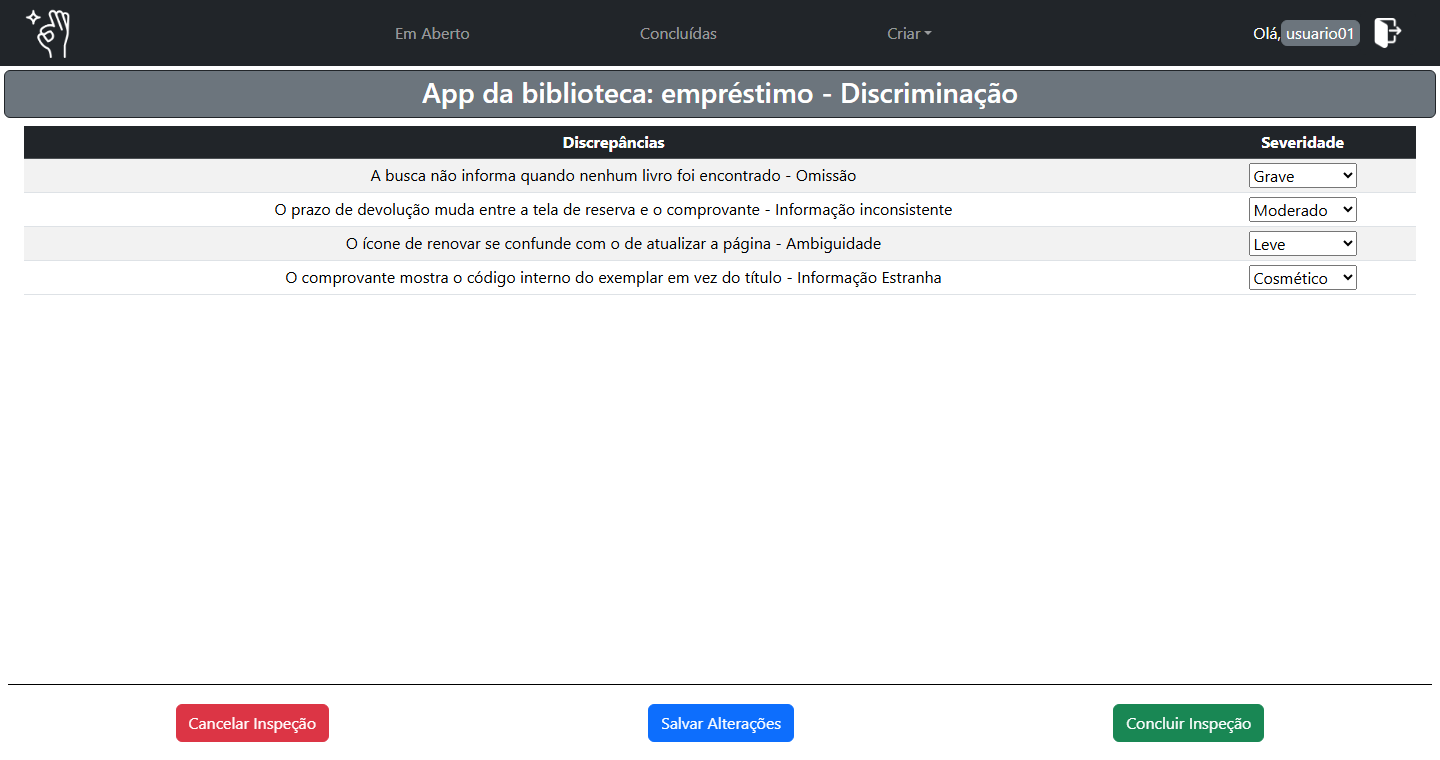 Em Aberto Concluídas Criar Olá, usuario01
App da biblioteca: empréstimo - Discriminação
Discrepâncias Severidade
A busca não informa quando nenhum livro foi encontrado - Omissão Grave
O prazo de devolução muda entre a tela de reserva e o comprovante - Informação inconsistente Moderado
O ícone de renovar se confunde com o de atualizar a página - Ambiguidade Leve
O comprovante mostra o código interno do exemplar em vez do título - Informação Estranha Cosmético
Cancelar Inspeção Salvar Alterações Concluir Inspeção